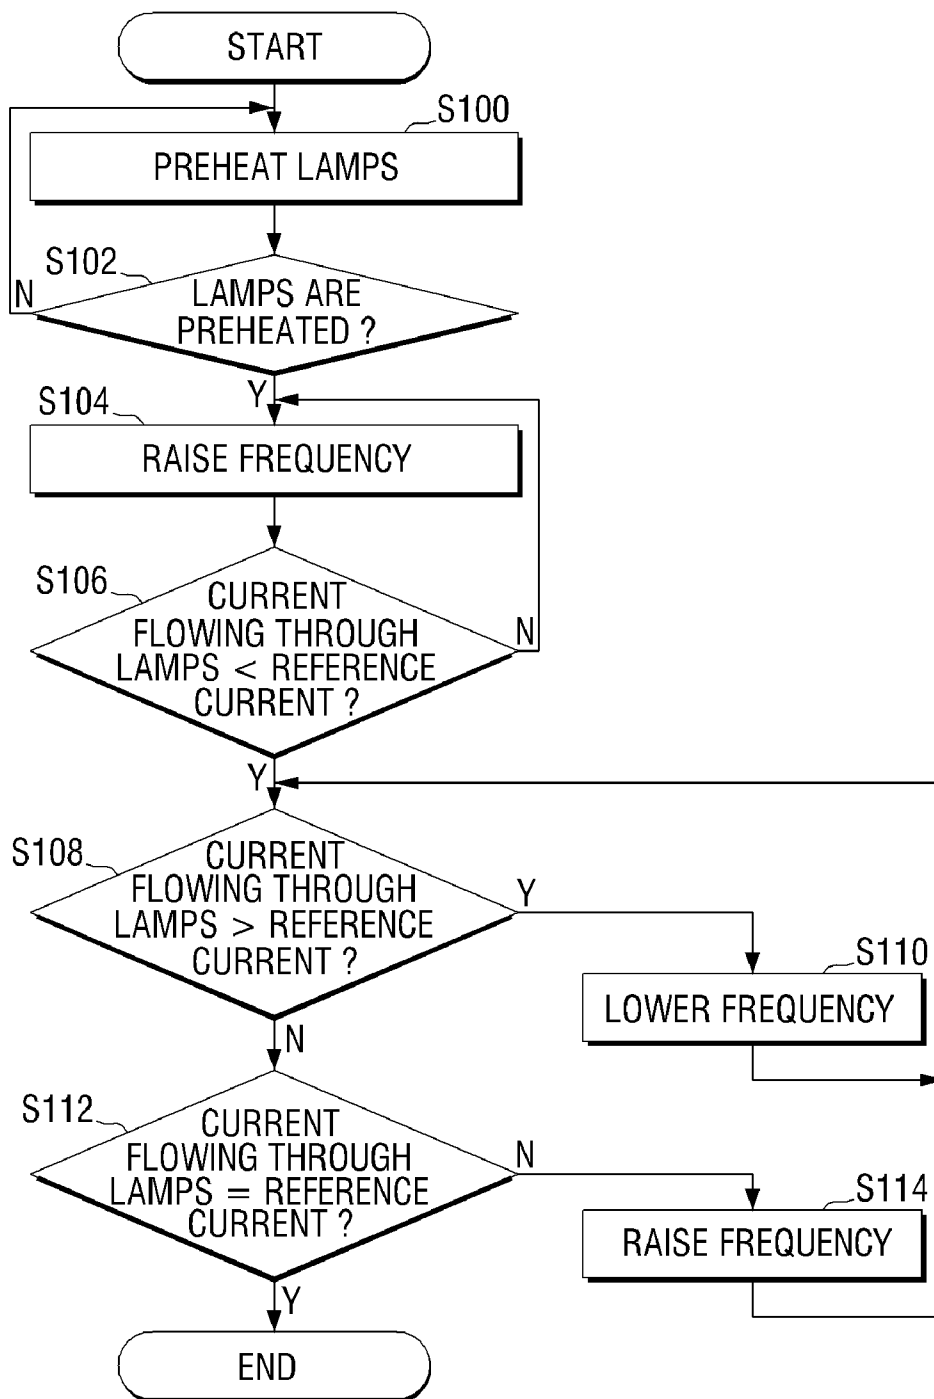 START
S100
PREHEAT LAMPS
S102
N
LAMPS ARE
PREHEATED ?
Y
S104
RAISE FREQUENCY
S106
CURRENT
FLOWING THROUGH
LAMPS < REFERENCE
CURRENT ?
N
Y
S108
CURRENT
FLOWING THROUGH
LAMPS > REFERENCE
CURRENT ?
Y
S110
LOWER FREQUENCY
N
S112
CURRENT
FLOWING THROUGH
LAMPS = REFERENCE
CURRENT ?
N
S114
RAISE FREQUENCY
Y
END